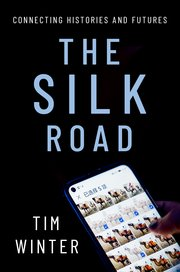 CONNECTING HISTORIES AND FUTURES
THE
SILK
ROAD
TIM
WINTER